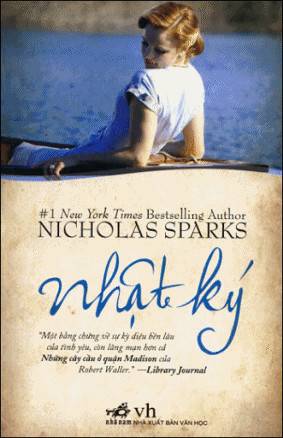 #1 New York Times Bestselling Author
NICHOLAS SPARKS
nhật ký
"Một bằng chứng về sự kỳ diệu bền lâu
của tình yêu, còn lãng mạn hơn cả
Những cây cầu ở quận Madison của
Robert Waller." —Library Journal
vh
nhã nam NHÀ XUẤT BẢN VĂN HỌC